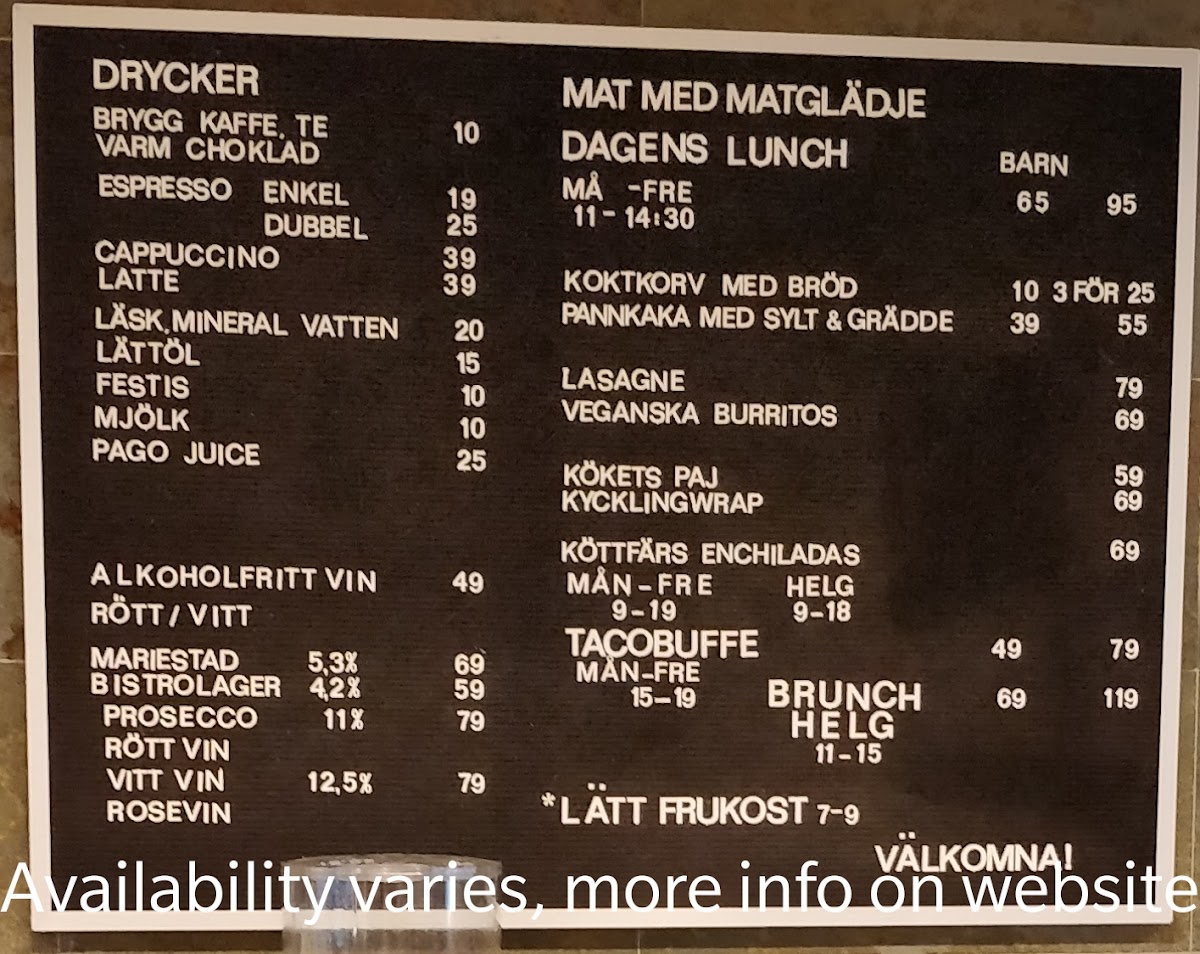 DRYCKER
BRYGG KAFFE, TE
VARM CHOKLAD 10
ESPRESSO ENKEL 19
DUBBEL 25
CAPPUCCINO 39
LATTE 39
LÄSK, MINERAL VATTEN 20
LÄTTÖL 15
FESTIS 10
MJÖLK 10
PAGO JUICE 25
ALKOHOLFRITT VIN 49
RÖTT / VITT
MARIESTAD 5,3% 69
BISTROLAGER 4,2% 59
PROSECCO 11% 79
RÖTT VIN
VITT VIN 12,5% 79
ROSEVIN
MAT MED MATGLÄDJE
DAGENS LUNCH BARN
MÅ -FRE 65 95
11 - 14:30
KOKTKORV MED BRÖD 10 3 FÖR 25
PANNKAKA MED SYLT & GRÄDDE 39 55
LASAGNE 79
VEGANSKA BURRITOS 69
KÖKETS PAJ 59
KYCKLINGWRAP 69
KÖTTFÄRS ENCHILADAS 69
MÅN-FRE HELG
9-19 9-18
TACOBUFFE 49 79
MÅN-FRE
15-19 BRUNCH 69 119
HELG
11-15
*LÄTT FRUKOST 7-9
VÄLKOMNA!
Availability varies, more info on website